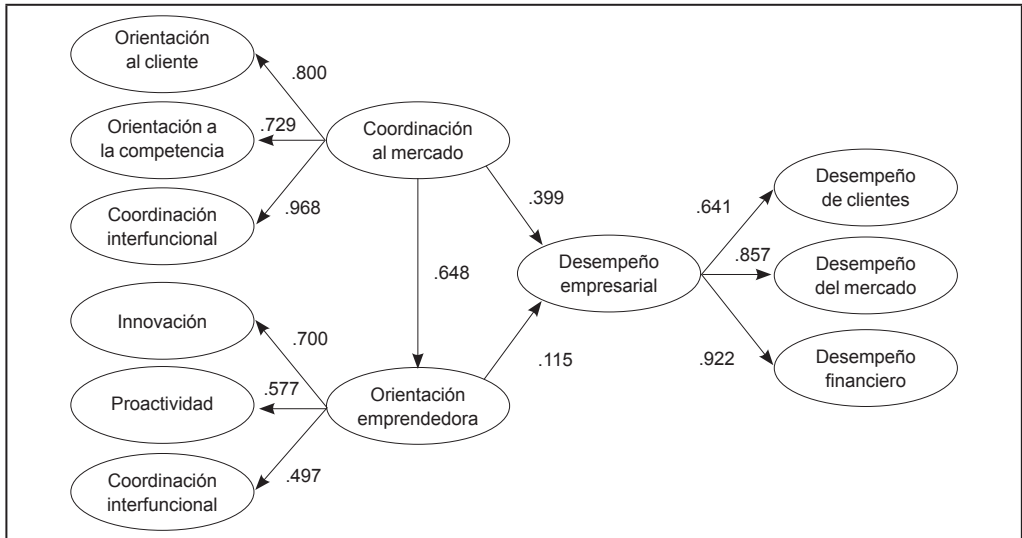 Orientación
al cliente
.800
Orientación a
la competencia
.729
Coordinación
al mercado
Coordinación
interfuncional
.968
.399
.641
Desempeño
de clientes
.648
Desempeño
empresarial
.857
Desempeño
del mercado
Innovación
.700
.115
.922
Desempeño
financiero
Proactividad
.577
Orientación
emprendedora
Coordinación
interfuncional
.497